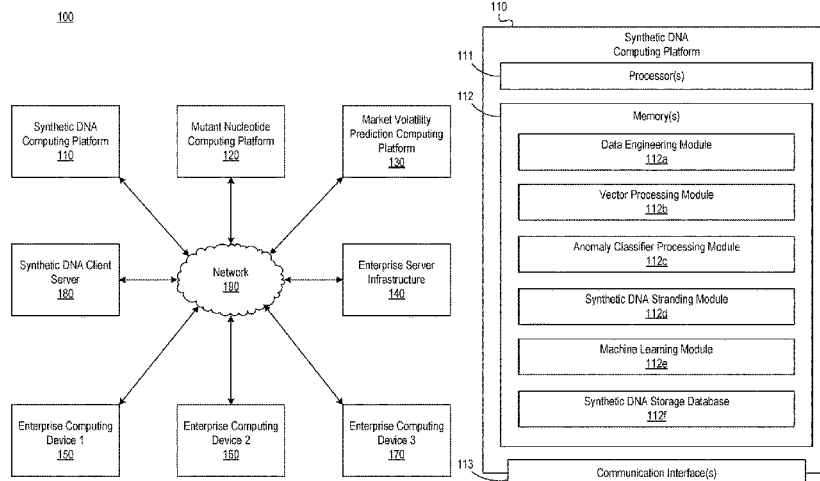 100
Synthetic DNA
Computing Platform
110
Mutant Nucleotide
Computing Platform
120
Market Volatility
Prediction Computing
Platform
130
Synthetic DNA Client
Server
180
Network
190
Enterprise Server
Infrastructure
140
Enterprise Computing
Device 1
150
Enterprise Computing
Device 2
160
Enterprise Computing
Device 3
170
110
Synthetic DNA
Computing Platform
111
Processor(s)
112
Memory(s)
Data Engineering Module
112a
Vector Processing Module
112b
Anomaly Classifier Processing Module
112c
Synthetic DNA Stranding Module
112d
Machine Learning Module
112e
Synthetic DNA Storage Database
112f
113
Communication Interface(s)